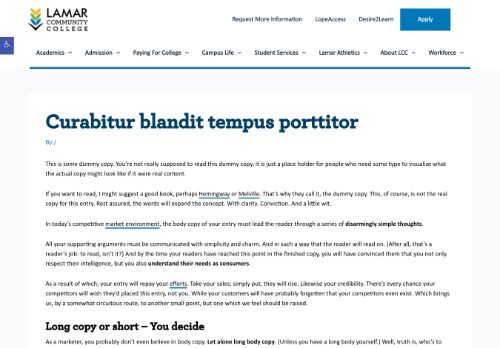 LAMAR
COMMUNITY
COLLEGE
Request More Information LopeAccess Desire2Learn Apply
Academics Admission Paying For College Campus Life Student Services Lamar Athletics About LCC Workforce
Curabitur blandit tempus porttitor
By /
This is some dummy copy. You're not really supposed to read this dummy copy, it is just a place holder for people who need some type to visualize what
the actual copy might look like if it were real content.
If you want to read, I might suggest a good book, perhaps Hemingway or Melville. That's why they call it, the dummy copy. This, of course, is not the real
copy for this entry. Rest assured, the words will expand the concept. With clarity. Conviction. And a little wit.
In today's competitive market environment, the body copy of your entry must lead the reader through a series of disarmingly simple thoughts.
All your supporting arguments must be communicated with simplicity and charm. And in such a way that the reader will read on. (After all, that's a
reader's job: to read, isn't it?) And by the time your readers have reached this point in the finished copy, you will have convinced them that you not only
respect their intelligence, but you also understand their needs as consumers.
As a result of which, your entry will repay your efforts. Take your sales; simply put, they will rise. Likewise your credibility. There's every chance your
competitors will wish they'd placed this entry, not you. While your customers will have probably forgotten that your competitors even exist. Which brings
us, by a somewhat circuitous route, to another small point, but one which we feel should be raised.
Long copy or short – You decide
As a marketer, you probably don't even believe in body copy. Let alone long body copy. (Unless you have a long body yourself.) Well, truth is, who's to